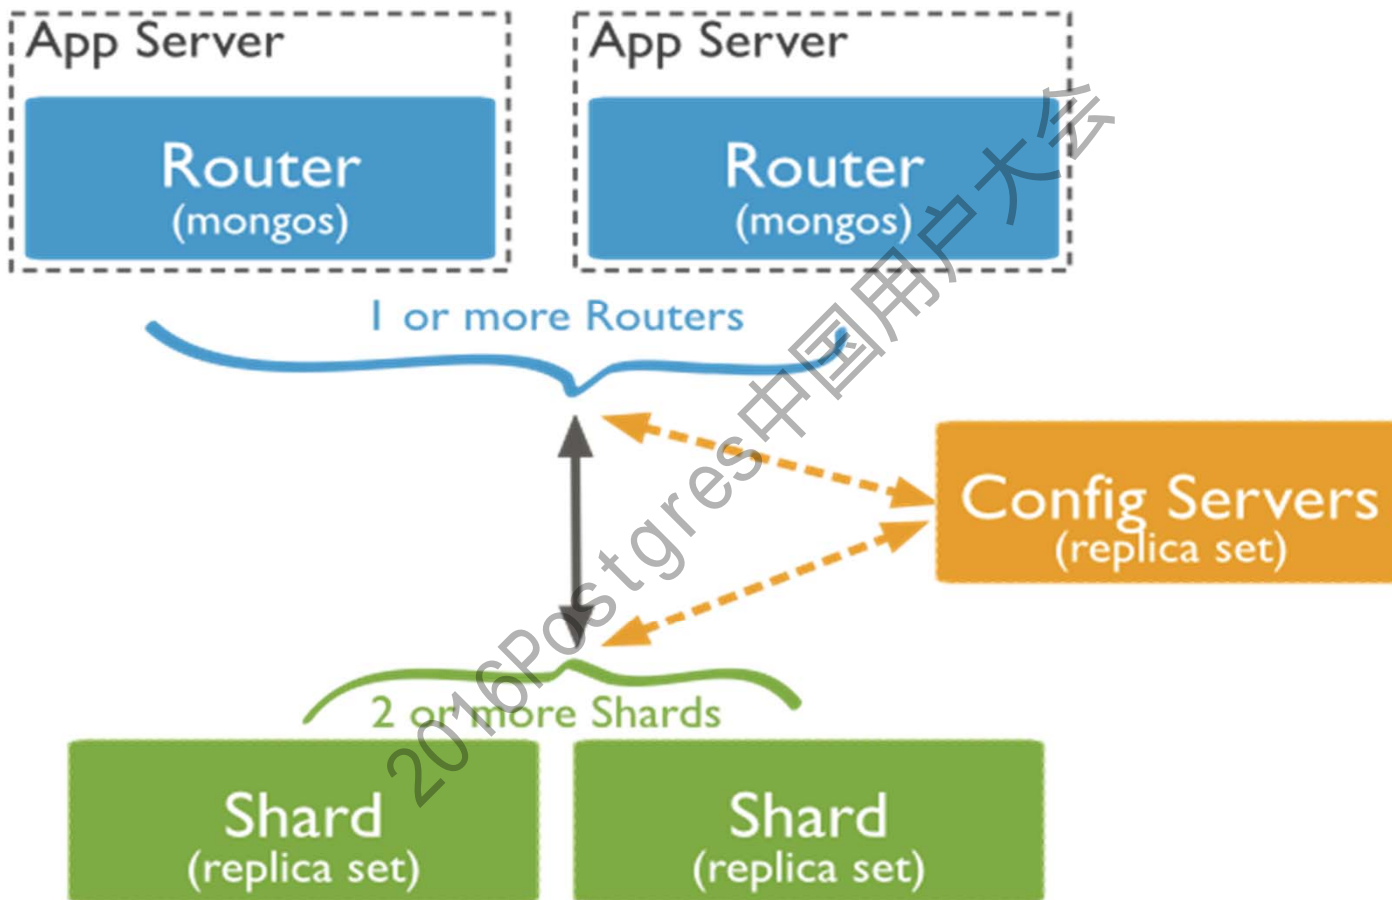 App Server
Router
(mongos)
App Server
Router
(mongos)
1 or more Routers
Config Servers
(replica set)
2 or more Shards
Shard
(replica set)
Shard
(replica set)
2016Postgres中国用户大会